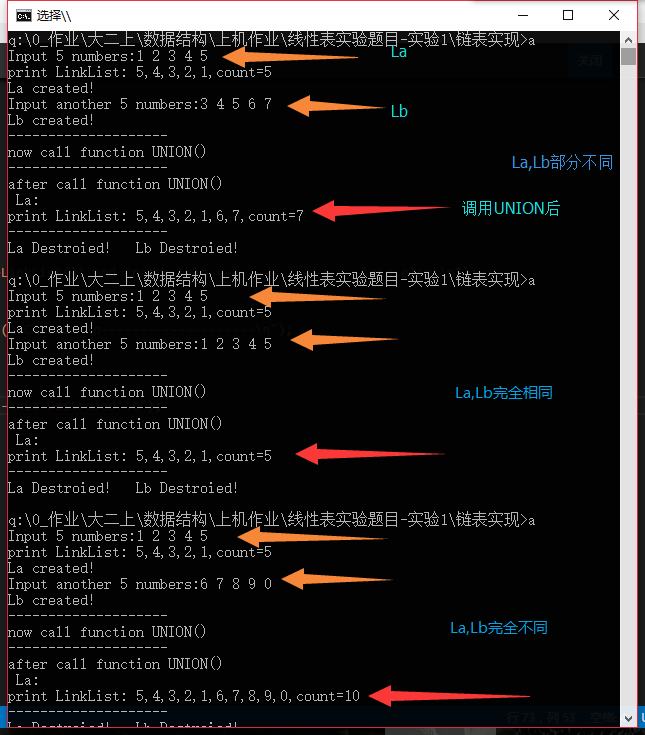 选择\\
q:\0_作业\大二上\数据结构\上机作业\线性表实验题目-实验1\链表实现>a
Input 5 numbers:1 2 3 4 5
La
print LinkList: 5,4,3,2,1,count=5
La created!
Input another 5 numbers:3 4 5 6 7
Lb
Lb created!
--------------------
now call function UNION()
La,Lb部分不同
--------------------
after call function UNION()
La:
print LinkList: 5,4,3,2,1,6,7,count=7
调用UNION后
--------------------
La Destroied!   Lb Destroied!
q:\0_作业\大二上\数据结构\上机作业\线性表实验题目-实验1\链表实现>a
Input 5 numbers:1 2 3 4 5
print LinkList: 5,4,3,2,1,count=5
La created!
Input another 5 numbers:1 2 3 4 5
Lb created!
--------------------
now call function UNION()
La,Lb完全相同
--------------------
after call function UNION()
La:
print LinkList: 5,4,3,2,1,count=5
--------------------
La Destroied!   Lb Destroied!
q:\0_作业\大二上\数据结构\上机作业\线性表实验题目-实验1\链表实现>a
Input 5 numbers:1 2 3 4 5
print LinkList: 5,4,3,2,1,count=5
La created!
Input another 5 numbers:6 7 8 9 0
Lb created!
--------------------
now call function UNION()
La,Lb完全不同
--------------------
after call function UNION()
La:
print LinkList: 5,4,3,2,1,6,7,8,9,0,count=10
--------------------
La Destroied!   Lb Destroied!